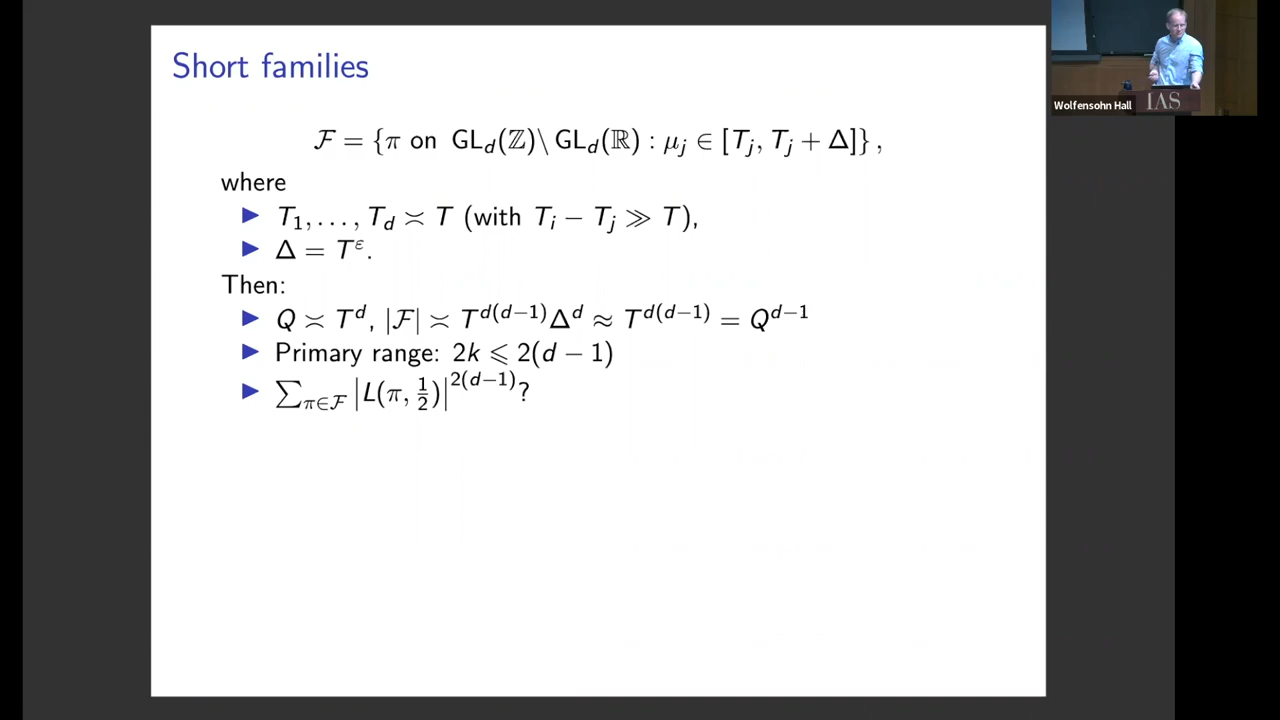 Short families
ℱ = {π on GL_d(ℤ)\ GL_d(ℝ) : μ_j ∈ [T_j, T_j + Δ]} ,
where
▶ T_1, . . . , T_d ≍ T (with T_i − T_j ≫ T),
▶ Δ = T^ε.
Then:
▶ Q ≍ T^d, |ℱ| ≍ T^{d(d−1)}Δ^d ≈ T^{d(d−1)} = Q^{d−1}
▶ Primary range: 2k ⩽ 2(d − 1)
▶ ∑_{π∈ℱ} |L(π, 1/2)|^{2(d−1)}?
Wolfensohn Hall
IAS